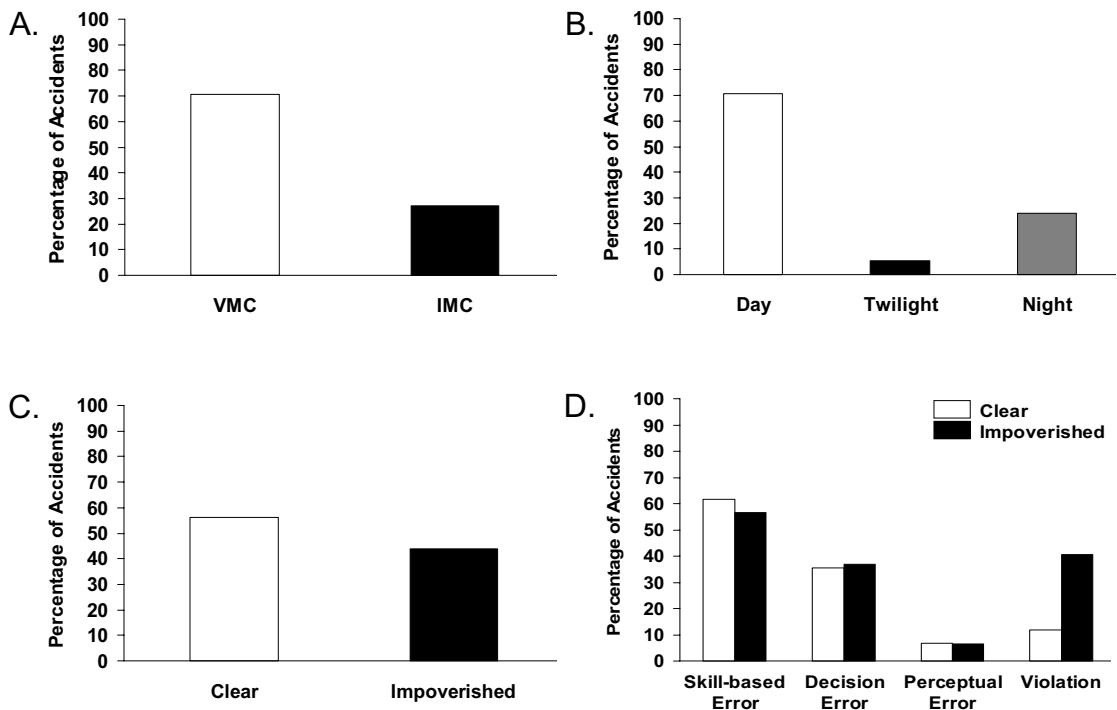 A.
Percentage of Accidents
100
90
80
70
60
50
40
30
20
10
0
VMC
IMC
B.
Percentage of Accidents
100
90
80
70
60
50
40
30
20
10
0
Day
Twilight
Night
C.
Percentage of Accidents
100
90
80
70
60
50
40
30
20
10
0
Clear
Impoverished
D.
Percentage of Accidents
100
90
80
70
60
50
40
30
20
10
0
Clear
Impoverished
Skill-based
Error
Decision
Error
Perceptual
Error
Violation